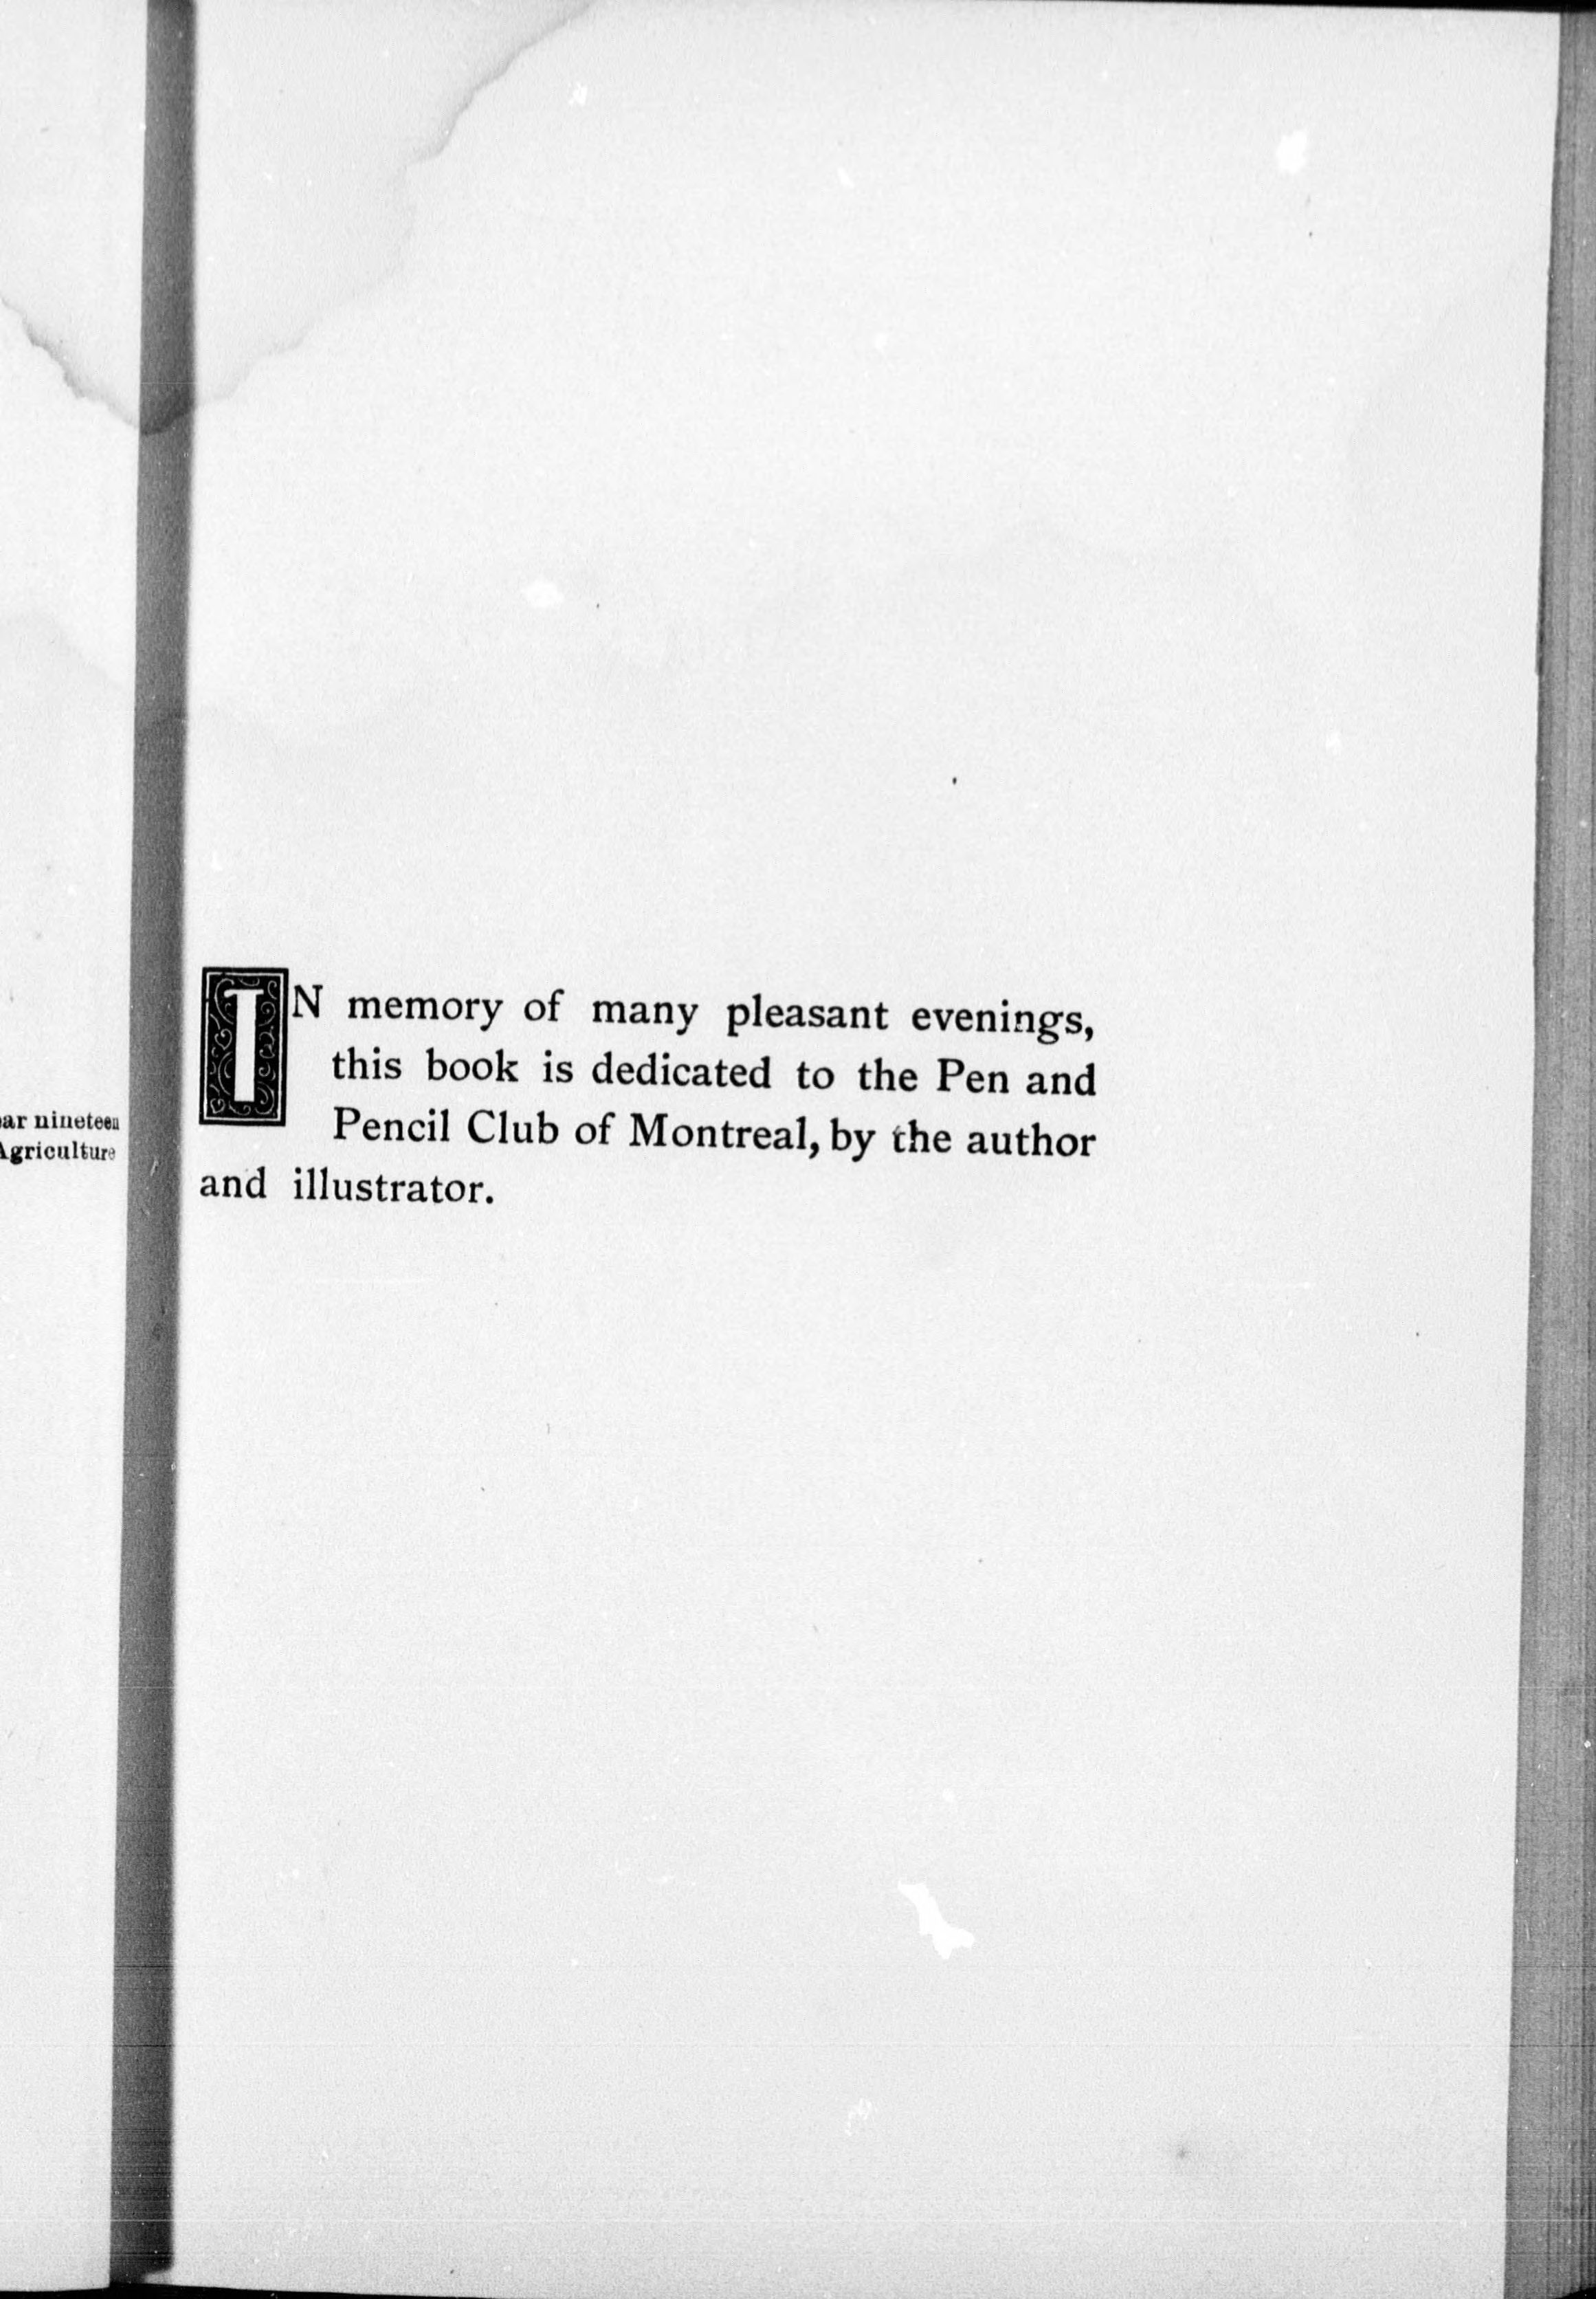 ar nineteen
Agriculture
IN memory of many pleasant evenings,
this book is dedicated to the Pen and
Pencil Club of Montreal, by the author
and illustrator.